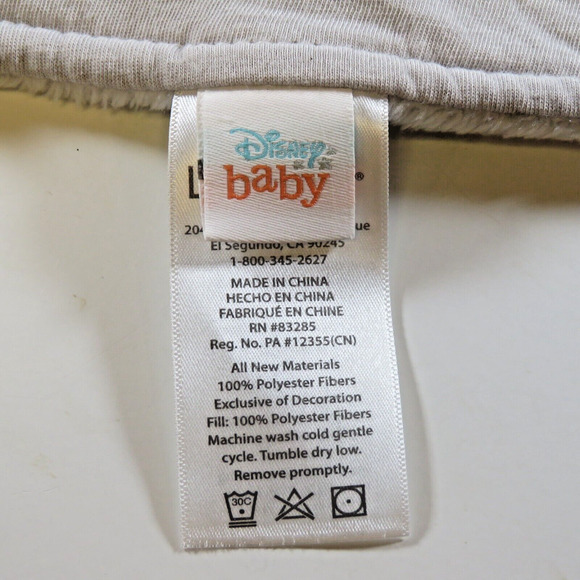 Disney
baby
El Segundo, CA 90245
1-800-345-2627
MADE IN CHINA
HECHO EN CHINA
FABRIQUÉ EN CHINE
RN #83285
Reg. No. PA #12355(CN)
All New Materials
100% Polyester Fibers
Exclusive of Decoration
Fill: 100% Polyester Fibers
Machine wash cold gentle
cycle. Tumble dry low.
Remove promptly.
30C